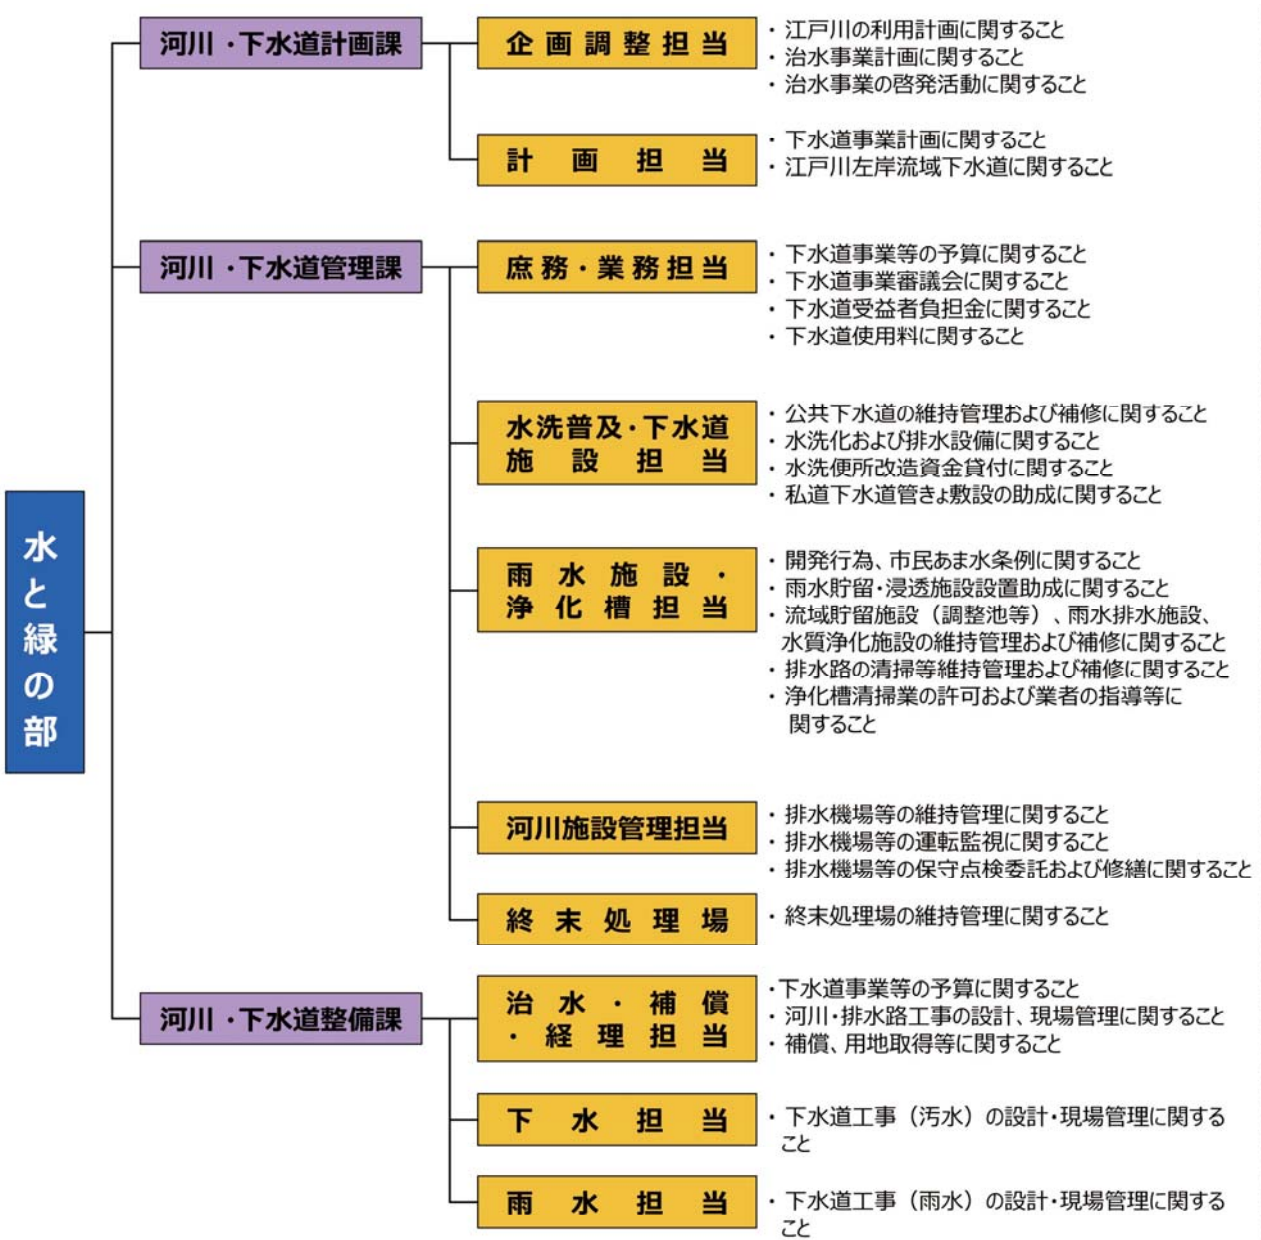 水と緑の部
河川・下水道計画課
企画調整担当
・江戸川の利用計画に関すること
・治水事業計画に関すること
・治水事業の啓発活動に関すること
計画担当
・下水道事業計画に関すること
・江戸川左岸流域下水道に関すること
河川・下水道管理課
庶務・業務担当
・下水道事業等の予算に関すること
・下水道事業審議会に関すること
・下水道受益者負担金に関すること
・下水道使用料に関すること
水洗普及・下水道
施設担当
・公共下水道の維持管理および補修に関すること
・水洗化および排水設備に関すること
・水洗便所改造資金貸付に関すること
・私道下水道管きょ敷設の助成に関すること
雨水施設・
浄化槽担当
・開発行為、市民あま水条例に関すること
・雨水貯留・浸透施設設置助成に関すること
・流域貯留施設（調整池等）、雨水排水施設、
水質浄化施設の維持管理および補修に関すること
・排水路の清掃等維持管理および補修に関すること
・浄化槽清掃業の許可および業者の指導等に
関すること
河川施設管理担当
・排水機場等の維持管理に関すること
・排水機場等の運転監視に関すること
・排水機場等の保守点検委託および修繕に関すること
終末処理場
・終末処理場の維持管理に関すること
河川・下水道整備課
治水・補償
・経理担当
・下水道事業等の予算に関すること
・河川・排水路工事の設計、現場管理に関すること
・補償、用地取得等に関すること
下水担当
・下水道工事（汚水）の設計・現場管理に関する
こと
雨水担当
・下水道工事（雨水）の設計・現場管理に関する
こと